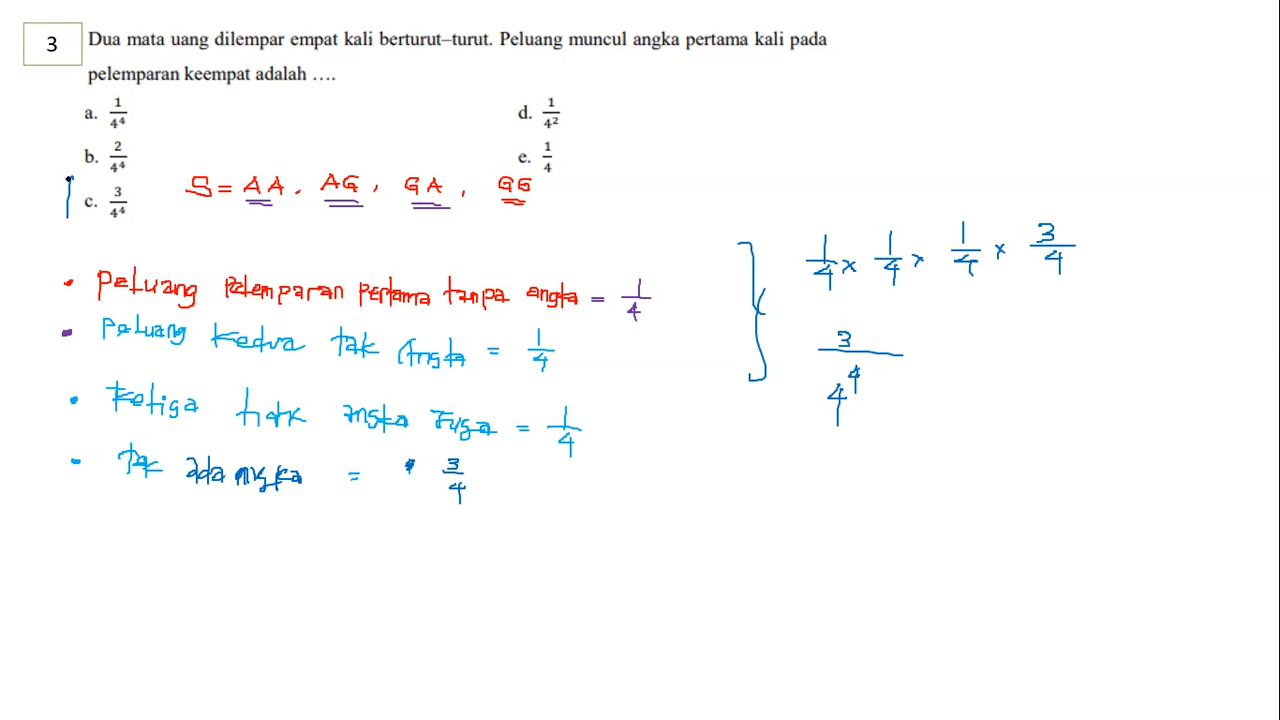 3
Dua mata uang dilempar empat kali berturut–turut. Peluang muncul angka pertama kali pada
pelemparan keempat adalah ….
a. 1/4⁴
d. 1/4²
b. 2/4⁴
e. 1/4
c. 3/4⁴
S = AA, AG, GA, GG
1/4 × 1/4 × 1/4 × 3/4
• Peluang pelemparan pertama tanpa angka = 1/4
• Peluang kedua tak Angka = 1/4
3/4⁴
• Ketiga tidak angka juga = 1/4
• Tak ada angka = 3/4